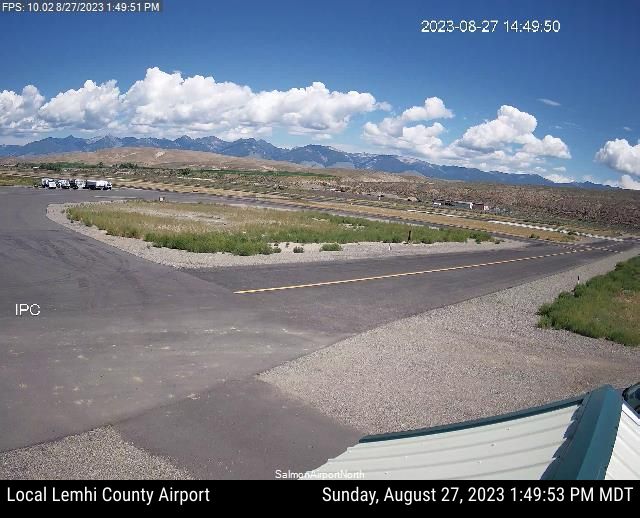 FPS: 10.02 8/27/2023 1:49:51 PM
2023-08-27 14:49:50
IPC
SalmonAirportNorth
Local Lemhi County Airport Sunday, August 27, 2023 1:49:53 PM MDT